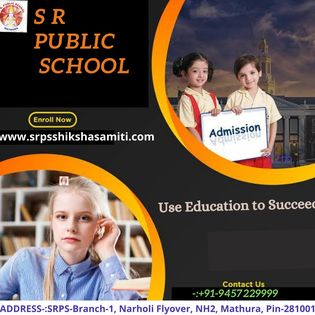 S R
PUBLIC
SCHOOL
Enroll Now
www.srpsshikshasamiti.com
Admission
Use Education to Succeed
Contact Us
-:+91-9457229999
ADDRESS-:SRPS-Branch-1, Narholi Flyover, NH2, Mathura, Pin-281001